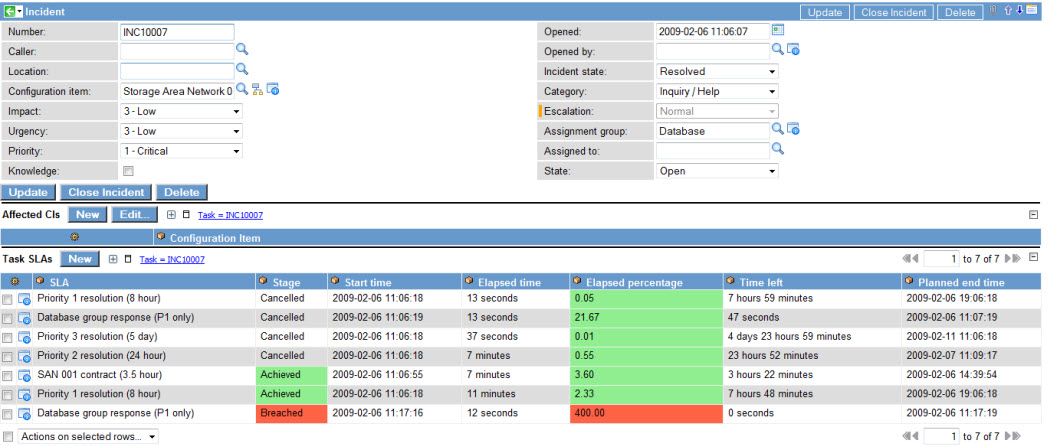 Incident Update Close Incident Delete
Number: INC10007 Opened: 2009-02-06 11:06:07
Caller: Opened by:
Location: Incident state: Resolved
Configuration item: Storage Area Network 0 Category: Inquiry / Help
Impact: 3 - Low Escalation: Normal
Urgency: 3 - Low Assignment group: Database
Priority: 1 - Critical Assigned to:
Knowledge: State: Open
Update Close Incident Delete
Affected CIs New Edit... Task = INC10007
Configuration Item
Task SLAs New Task = INC10007 1 to 7 of 7
SLA Stage Start time Elapsed time Elapsed percentage Time left Planned end time
Priority 1 resolution (8 hour) Cancelled 2009-02-06 11:06:18 13 seconds 0.05 7 hours 59 minutes 2009-02-06 19:06:18
Database group response (P1 only) Cancelled 2009-02-06 11:06:19 13 seconds 21.67 47 seconds 2009-02-06 11:07:19
Priority 3 resolution (5 day) Cancelled 2009-02-06 11:06:18 37 seconds 0.01 4 days 23 hours 59 minutes 2009-02-11 11:06:18
Priority 2 resolution (24 hour) Cancelled 2009-02-06 11:06:18 7 minutes 0.55 23 hours 52 minutes 2009-02-07 11:09:17
SAN 001 contract (3.5 hour) Achieved 2009-02-06 11:06:55 7 minutes 3.60 3 hours 22 minutes 2009-02-06 14:39:54
Priority 1 resolution (8 hour) Achieved 2009-02-06 11:06:18 11 minutes 2.33 7 hours 48 minutes 2009-02-06 19:06:18
Database group response (P1 only) Breached 2009-02-06 11:17:16 12 seconds 400.00 0 seconds 2009-02-06 11:17:19
Actions on selected rows... 1 to 7 of 7